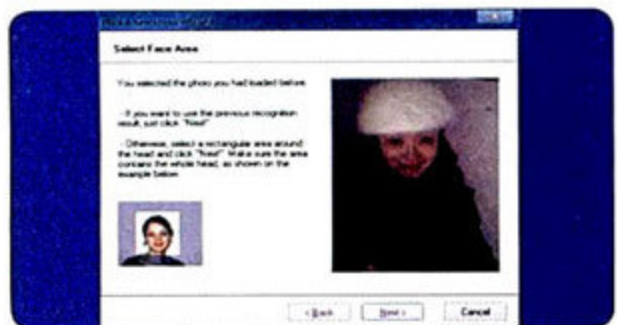 Select Face Area
You selected the photo you had loaded before.
- If you want to use the previous recognition
result, just click "Next"
- Otherwise, select a rectangular area around
the head and click "Next". Make sure the area
contains the whole head, as shown on the
example below
< Back
Next >
Cancel